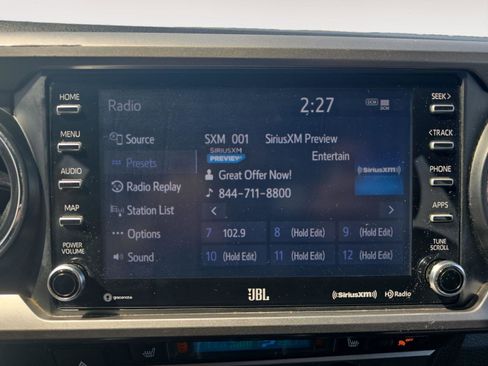 HOME
MENU
AUDIO
MAP
POWER
VOLUME
Radio
2:27
DCM
Source
Presets
Radio Replay
Station List
Options
Sound
SXM 001 SiriusXM Preview
SIRIUSXM
PREVIEW
Entertain
Great Offer Now!
844-711-8800
((SiriusXM))
7 102.9
8 (Hold Edit)
9 (Hold Edit)
10 (Hold Edit)
11 (Hold Edit)
12 (Hold Edit)
SEEK>
<TRACK
PHONE
APPS
TUNE
SCROLL
gracenote
JBL
((SiriusXM))
HD Radio